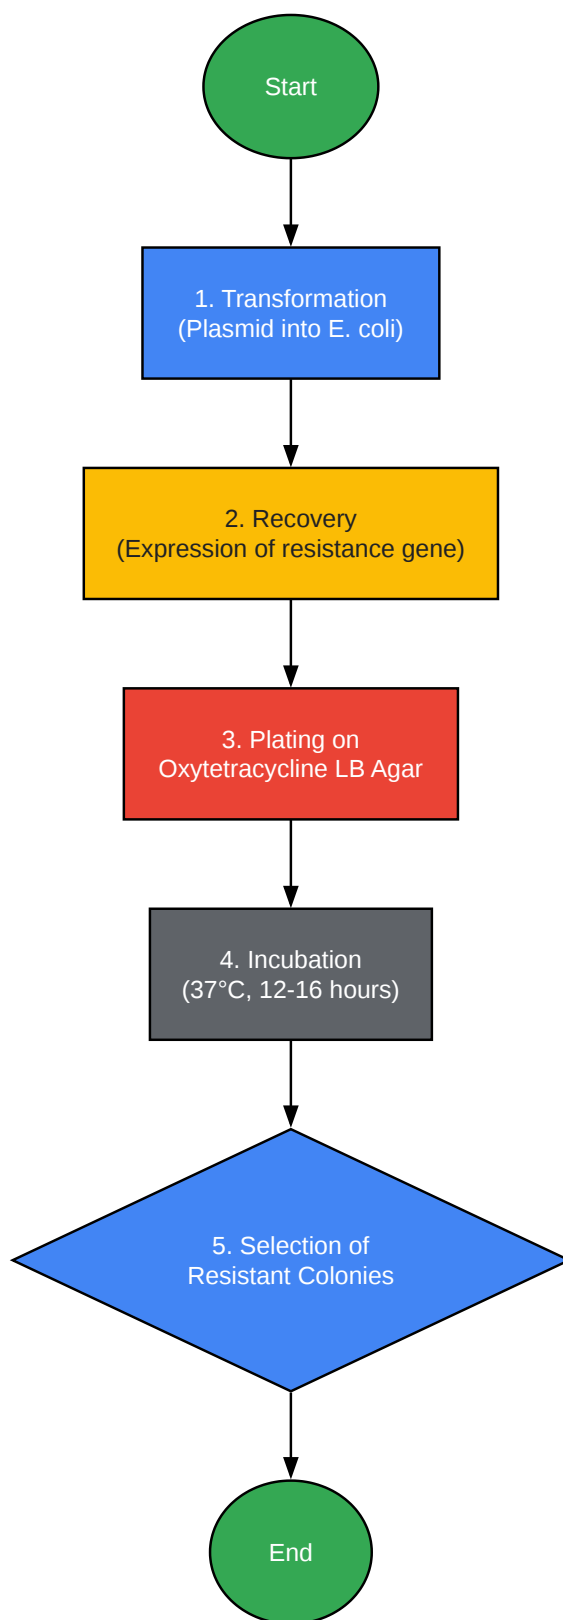 Start
1. Transformation
(Plasmid into E. coli)
2. Recovery
(Expression of resistance gene)
3. Plating on
Oxytetracycline LB Agar
4. Incubation
(37°C, 12-16 hours)
5. Selection of
Resistant Colonies
End